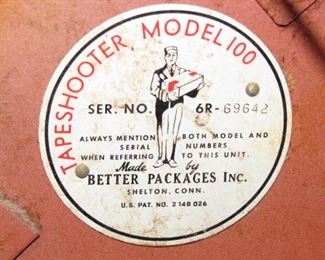 TAPESHOOTER, MODEL 100
SER. NO. 6R-69642
ALWAYS MENTION BOTH MODEL AND
SERIAL NUMBERS
WHEN REFERRING TO THIS UNIT.
Made by
BETTER PACKAGES INC.
SHELTON, CONN.
U.S. PAT. NO. 2 148 026